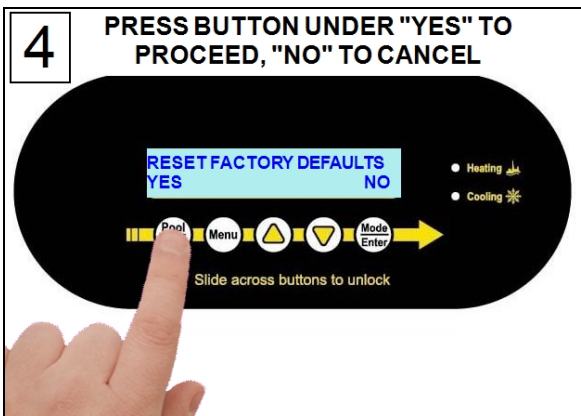 4
PRESS BUTTON UNDER "YES" TO
PROCEED, "NO" TO CANCEL
RESET FACTORY DEFAULTS
YES NO
Heating
Cooling
Pool
Menu
Mode
Enter
Slide across buttons to unlock